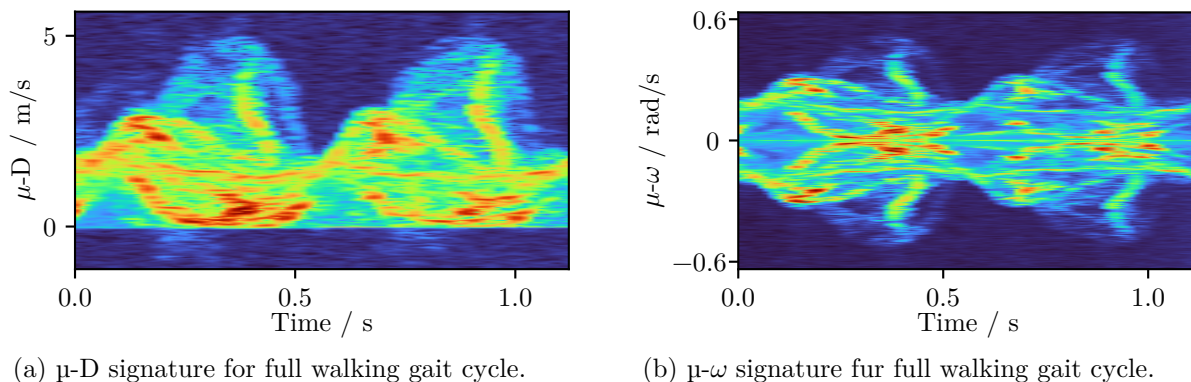 5
0
μ-D / m/s
0.0
0.5
1.0
Time / s
(a) µ-D signature for full walking gait cycle.
0.6
0
−0.6
μ-ω / rad/s
0.0
0.5
1.0
Time / s
(b) µ-ω signature fur full walking gait cycle.